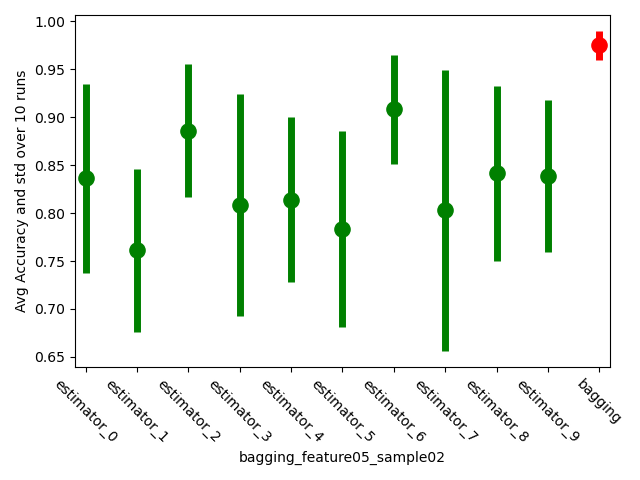 1.00
0.95
0.90
0.85
0.80
0.75
0.70
0.65
Avg Accuracy and std over 10 runs
estimator_0
estimator_1
estimator_2
estimator_3
estimator_4
estimator_5
estimator_6
estimator_7
estimator_8
estimator_9
bagging
bagging_feature05_sample02